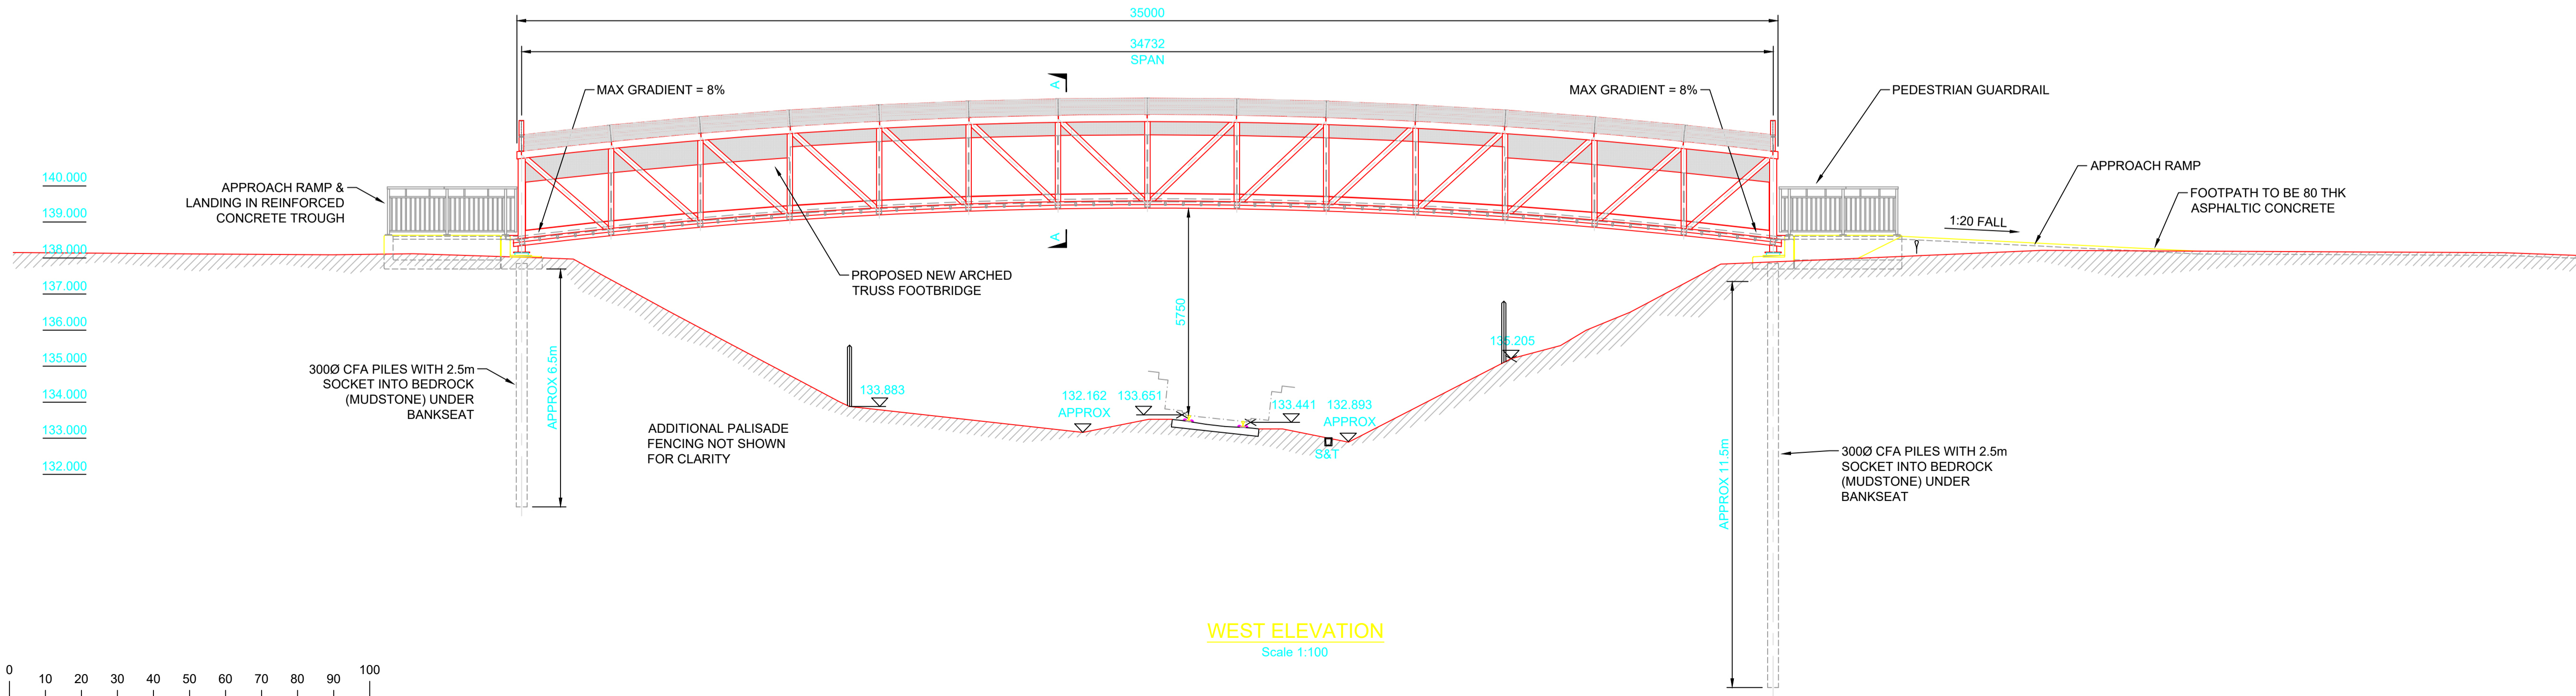 35000
34732
SPAN
A
MAX GRADIENT = 8%
MAX GRADIENT = 8%
PEDESTRIAN GUARDRAIL
140.000
139.000
138.000
137.000
136.000
135.000
134.000
133.000
132.000
APPROACH RAMP &
LANDING IN REINFORCED
CONCRETE TROUGH
APPROACH RAMP
FOOTPATH TO BE 80 THK
ASPHALTIC CONCRETE
1:20 FALL
A
PROPOSED NEW ARCHED
TRUSS FOOTBRIDGE
5750
300Ø CFA PILES WITH 2.5m
SOCKET INTO BEDROCK
(MUDSTONE) UNDER
BANKSEAT
APPROX 6.5m
133.883
132.162
APPROX
133.651
133.441
132.893
APPROX
135.205
S&T
ADDITIONAL PALISADE
FENCING NOT SHOWN
FOR CLARITY
APPROX 11.5m
300Ø CFA PILES WITH 2.5m
SOCKET INTO BEDROCK
(MUDSTONE) UNDER
BANKSEAT
WEST ELEVATION
Scale 1:100
0 10 20 30 40 50 60 70 80 90 100